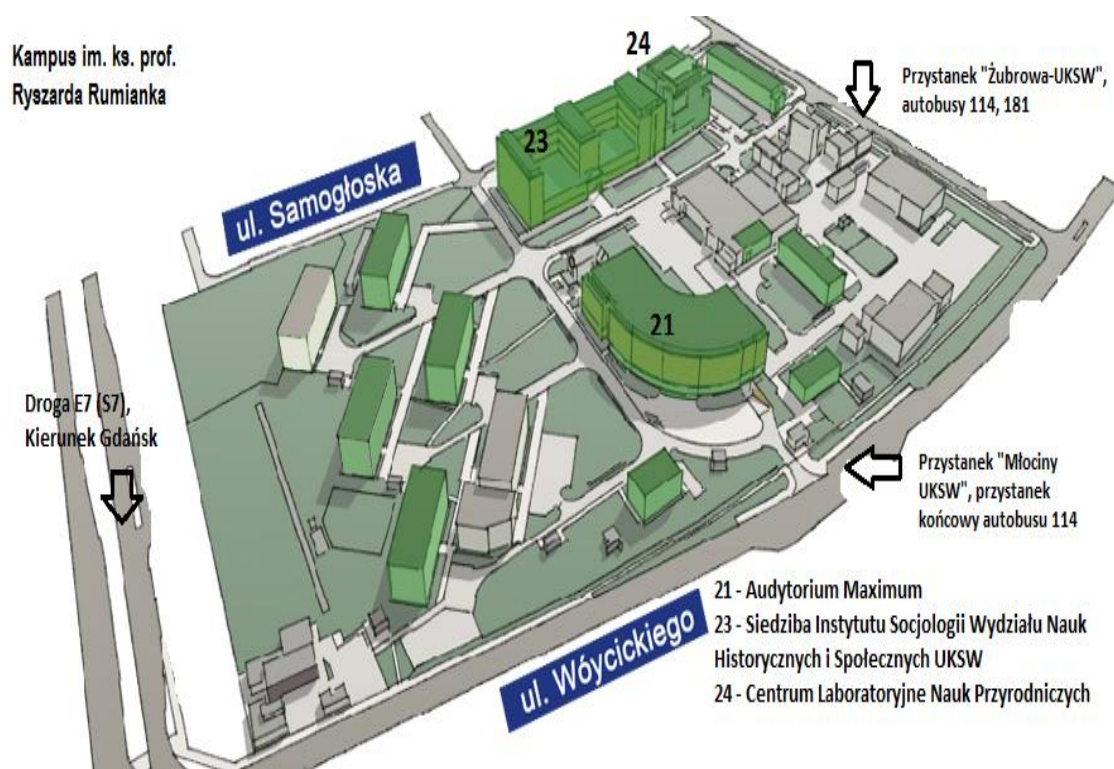 Kampus im. ks. prof.
Ryszarda Rumianka
24
Przystanek "Żubrowa-UKSW",
autobusy 114, 181
23
ul. Samogłoska
21
Droga E7 (S7),
Kierunek Gdańsk
Przystanek "Młociny
UKSW", przystanek
końcowy autobusu 114
ul. Wóycickiego
21 - Audytorium Maximum
23 - Siedziba Instytutu Socjologii Wydziału Nauk
Historycznych i Społecznych UKSW
24 - Centrum Laboratoryjne Nauk Przyrodniczych